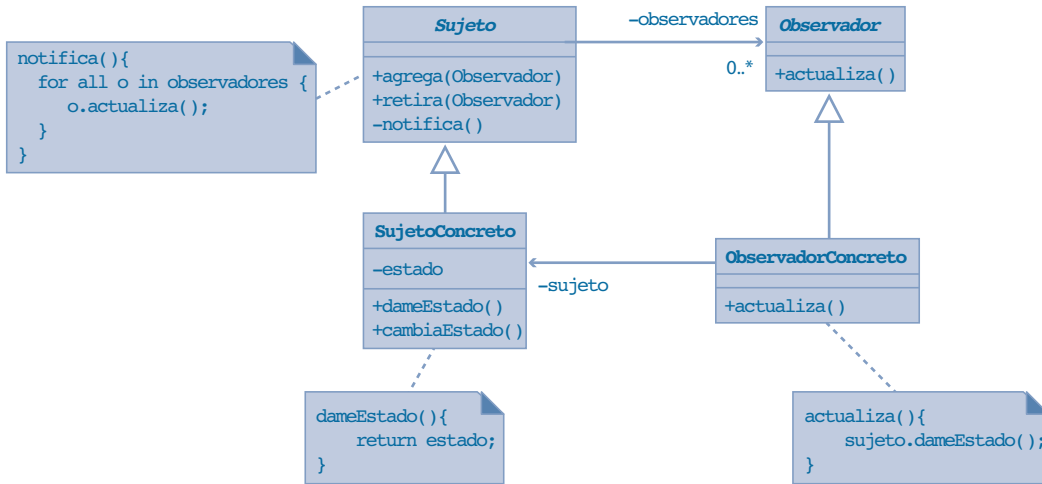 Sujeto
+agrega(Observador)
+retira(Observador)
-notifica()
-observadores
0..*
Observador
+actualiza()
notifica(){
for all o in observadores {
o.actualiza();
}
}
SujetoConcreto
-estado
+dameEstado()
+cambiaEstado()
-sujeto
ObservadorConcreto
+actualiza()
dameEstado(){
return estado;
}
actualiza(){
sujeto.dameEstado();
}